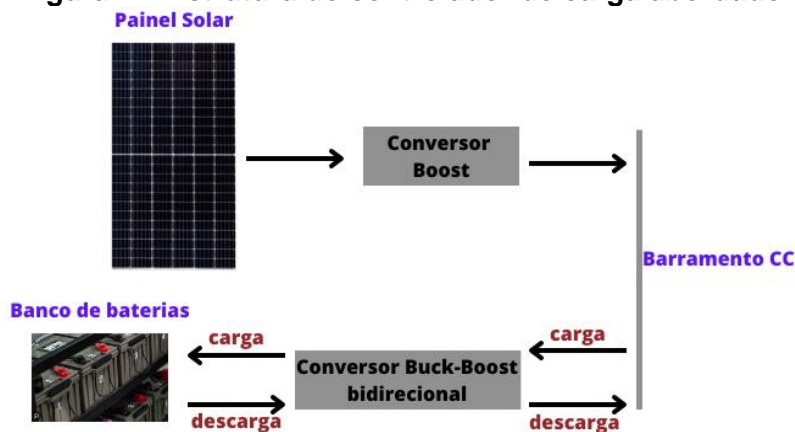 Painel Solar
Conversor
Boost
Barramento CC
Banco de baterias
carga
carga
Conversor Buck-Boost
bidirecional
descarga
descarga